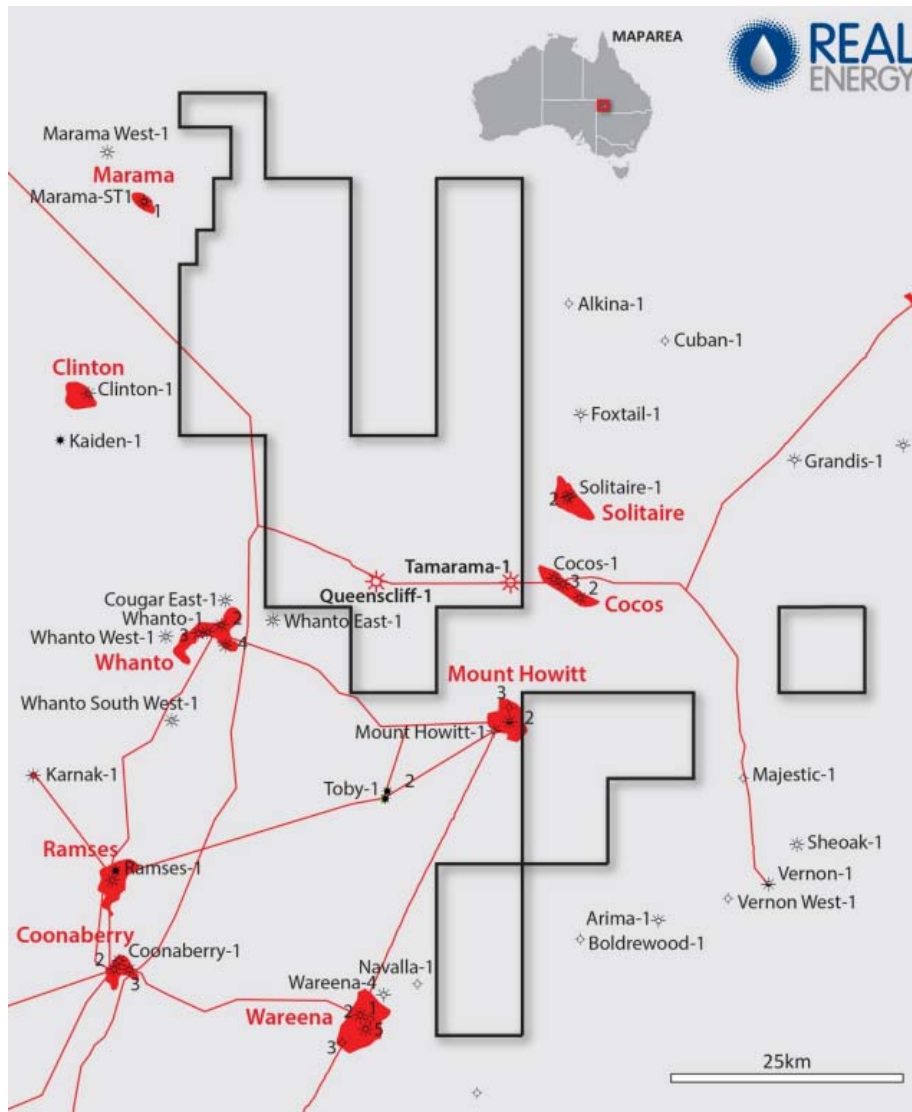 MAPAREA
REAL
ENERGY
Marama West-1
Marama
Marama-ST1
1
Alkina-1
Cuban-1
Clinton
Clinton-1
Foxtail-1
Kaiden-1
Grandis-1
Solitaire-1
2
Solitaire
Tamarama-1
Cocos-1
3
Queenscliff-1
2
Cocos
Cougar East-1
Whanto-1
2
Whanto East-1
Whanto West-1
3
4
Whanto
Mount Howitt
3
Whanto South West-1
2
Mount Howitt-1
Karnak-1
Toby-1
2
Majestic-1
Ramses
Sheoak-1
Ramses-1
Vernon-1
Vernon West-1
Arima-1
Coonaberry
Coonaberry-1
Boldrewood-1
2
3
Navalla-1
Wareena-4
1
2
Wareena
5
3
25km